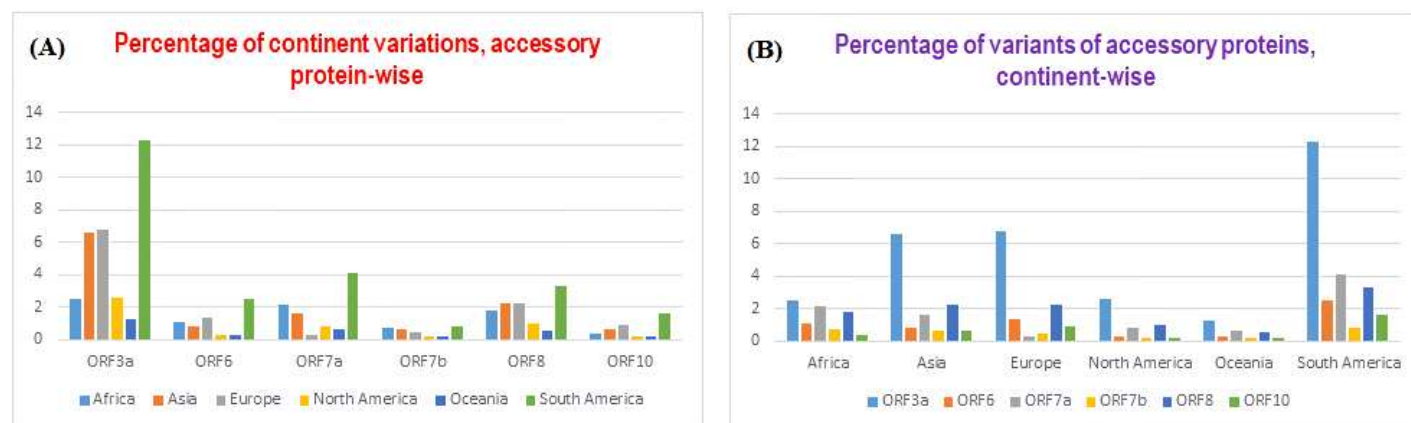 (A) Percentage of continent variations, accessory
protein-wise
14
12
10
8
6
4
2
0
ORF3a ORF6 ORF7a ORF7b ORF8 ORF10
Africa Asia Europe North America Oceania South America
(B) Percentage of variants of accessory proteins,
continent-wise
14
12
10
8
6
4
2
0
Africa Asia Europe North America Oceania South America
ORF3a ORF6 ORF7a ORF7b ORF8 ORF10